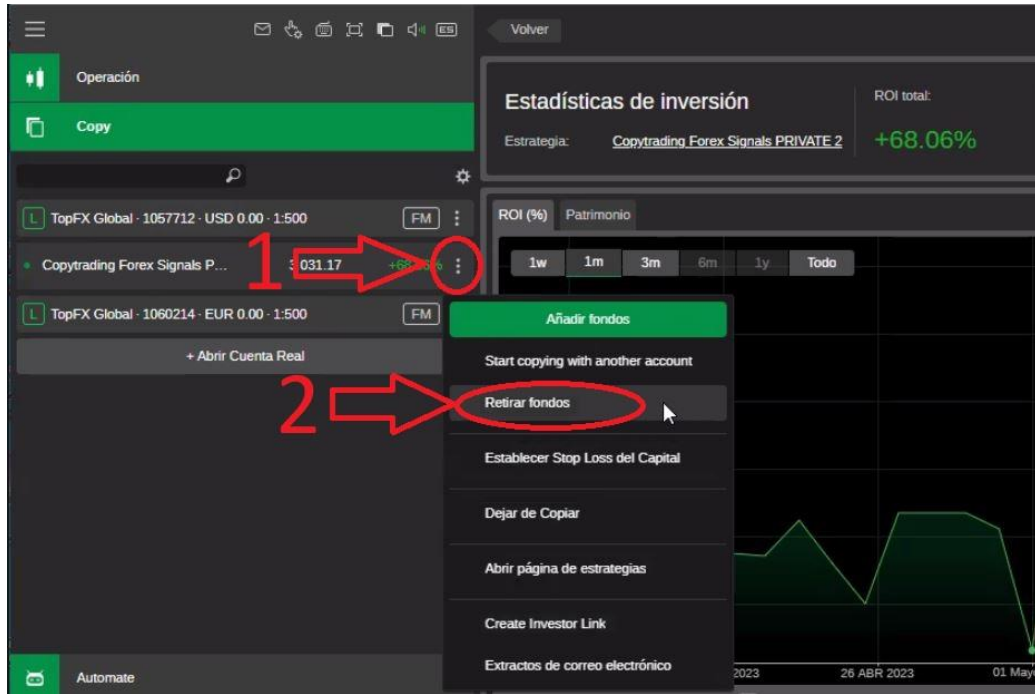 ES
Volver
Operación
Copy
Estadísticas de inversión
ROI total:
Estrategia:
Copytrading Forex Signals PRIVATE 2
+68.06%
L TopFX Global · 1057712 · USD 0.00 · 1:500 FM
ROI (%) Patrimonio
1
Copytrading Forex Signals P... 3 031.17 +68.06%
1w 1m 3m 6m 1y Todo
L TopFX Global · 1060214 · EUR 0.00 · 1:500 FM
Añadir fondos
+ Abrir Cuenta Real
Start copying with another account
2
Retirar fondos
Establecer Stop Loss del Capital
Dejar de Copiar
Abrir página de estrategias
Create Investor Link
Extractos de correo electrónico
2023 26 ABR 2023 01 May
Automate